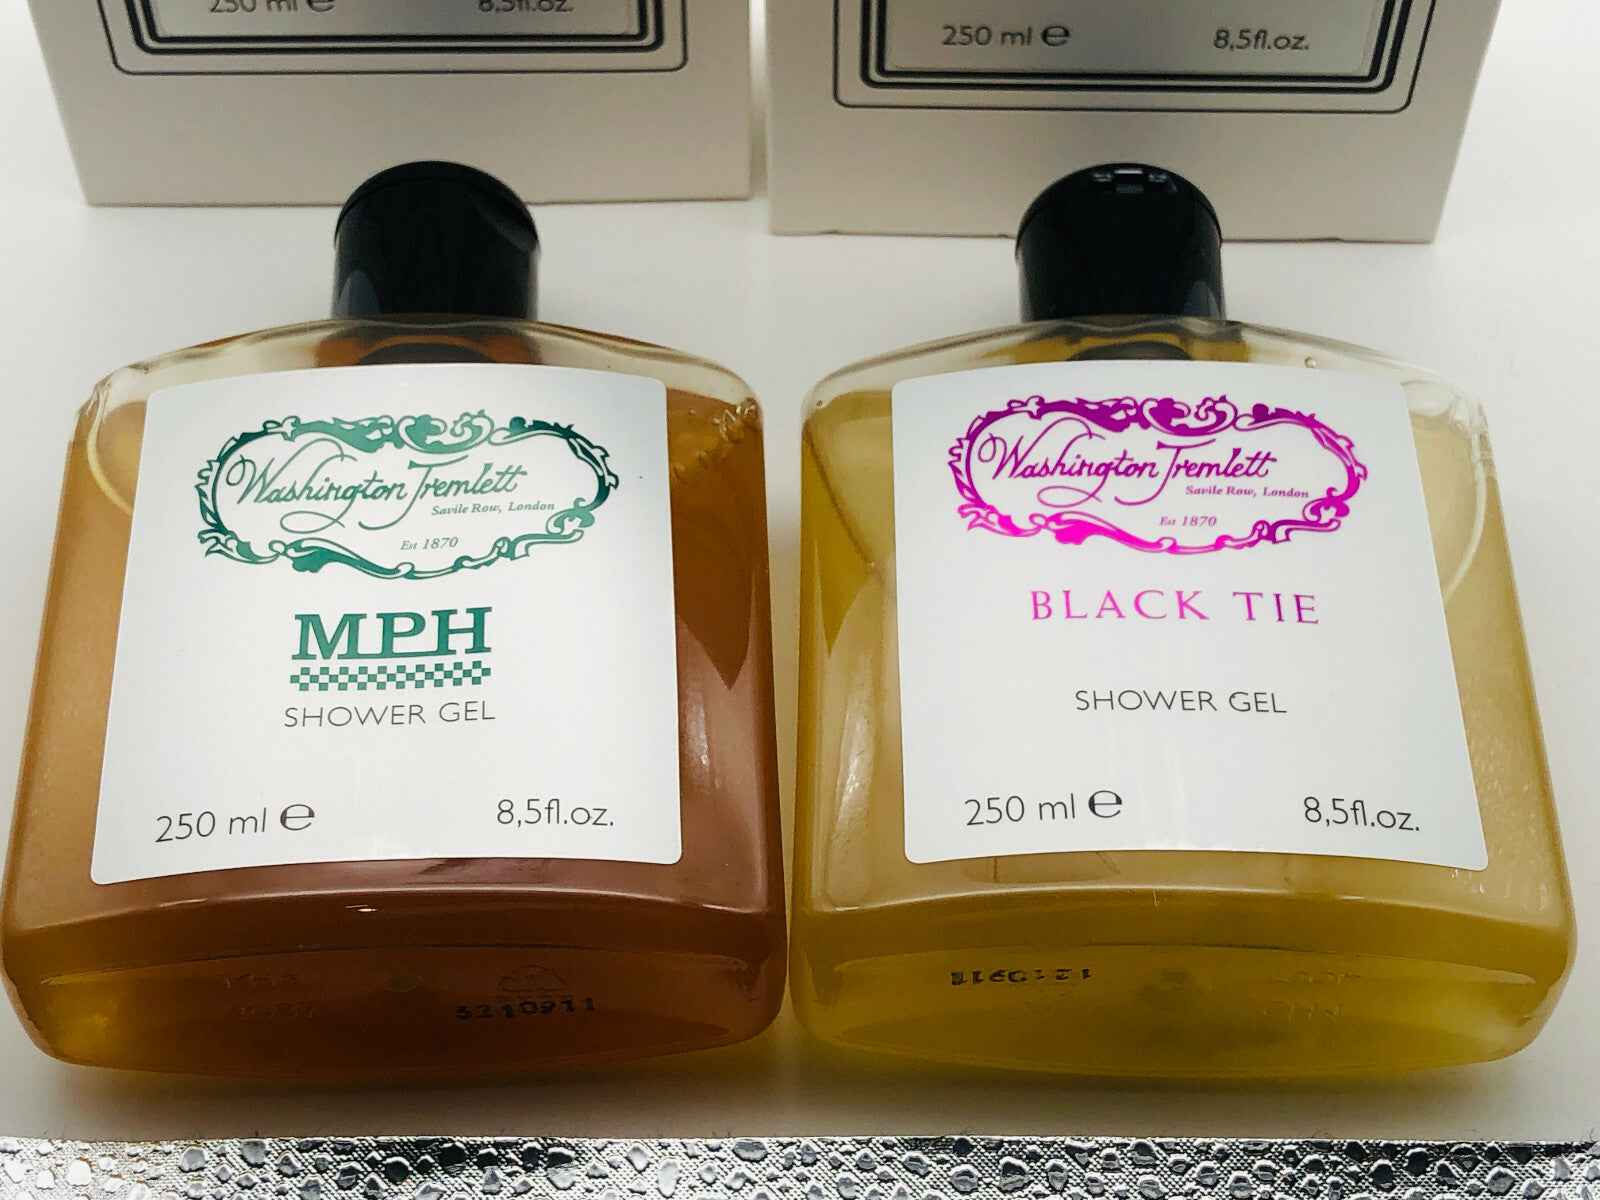 250 ml ℮ 8,5fl.oz.
250 ml ℮ 8,5fl.oz.
Washington Tremlett
Savile Row, London
Est 1870
MPH
SHOWER GEL
250 ml ℮ 8,5fl.oz.
5210911
Washington Tremlett
Savile Row, London
Est 1870
BLACK TIE
SHOWER GEL
250 ml ℮ 8,5fl.oz.